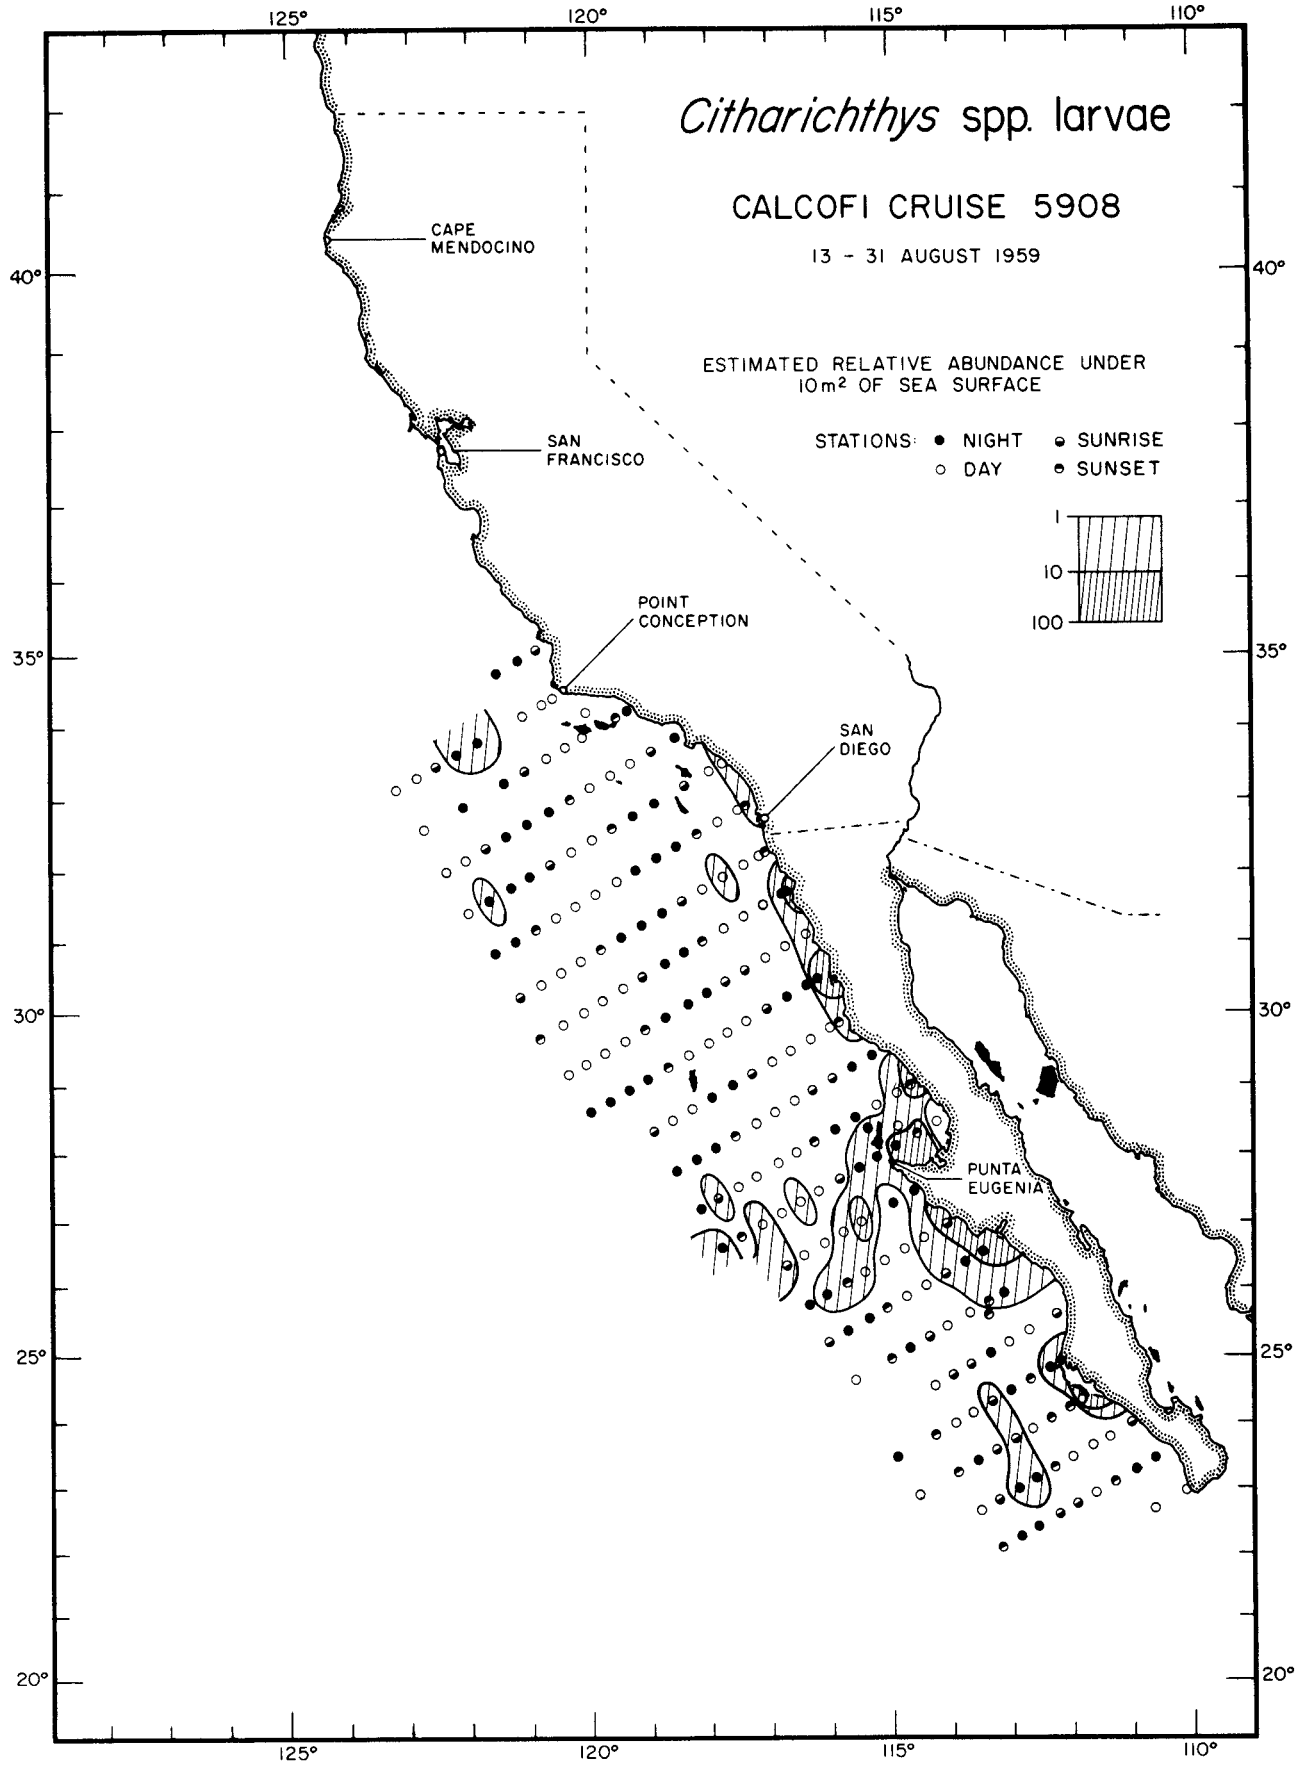 125° 120° 115° 110°
Citharichthys spp. larvae
CALCOFI CRUISE 5908
13 – 31 AUGUST 1959
CAPE
MENDOCINO
40° 40°
ESTIMATED RELATIVE ABUNDANCE UNDER
10m² OF SEA SURFACE
STATIONS: ● NIGHT ◒ SUNRISE
○ DAY ◓ SUNSET
SAN
FRANCISCO
1
10
100
POINT
CONCEPTION
35° 35°
SAN
DIEGO
30° 30°
PUNTA
EUGENIA
25° 25°
20° 20°
125° 120° 115° 110°